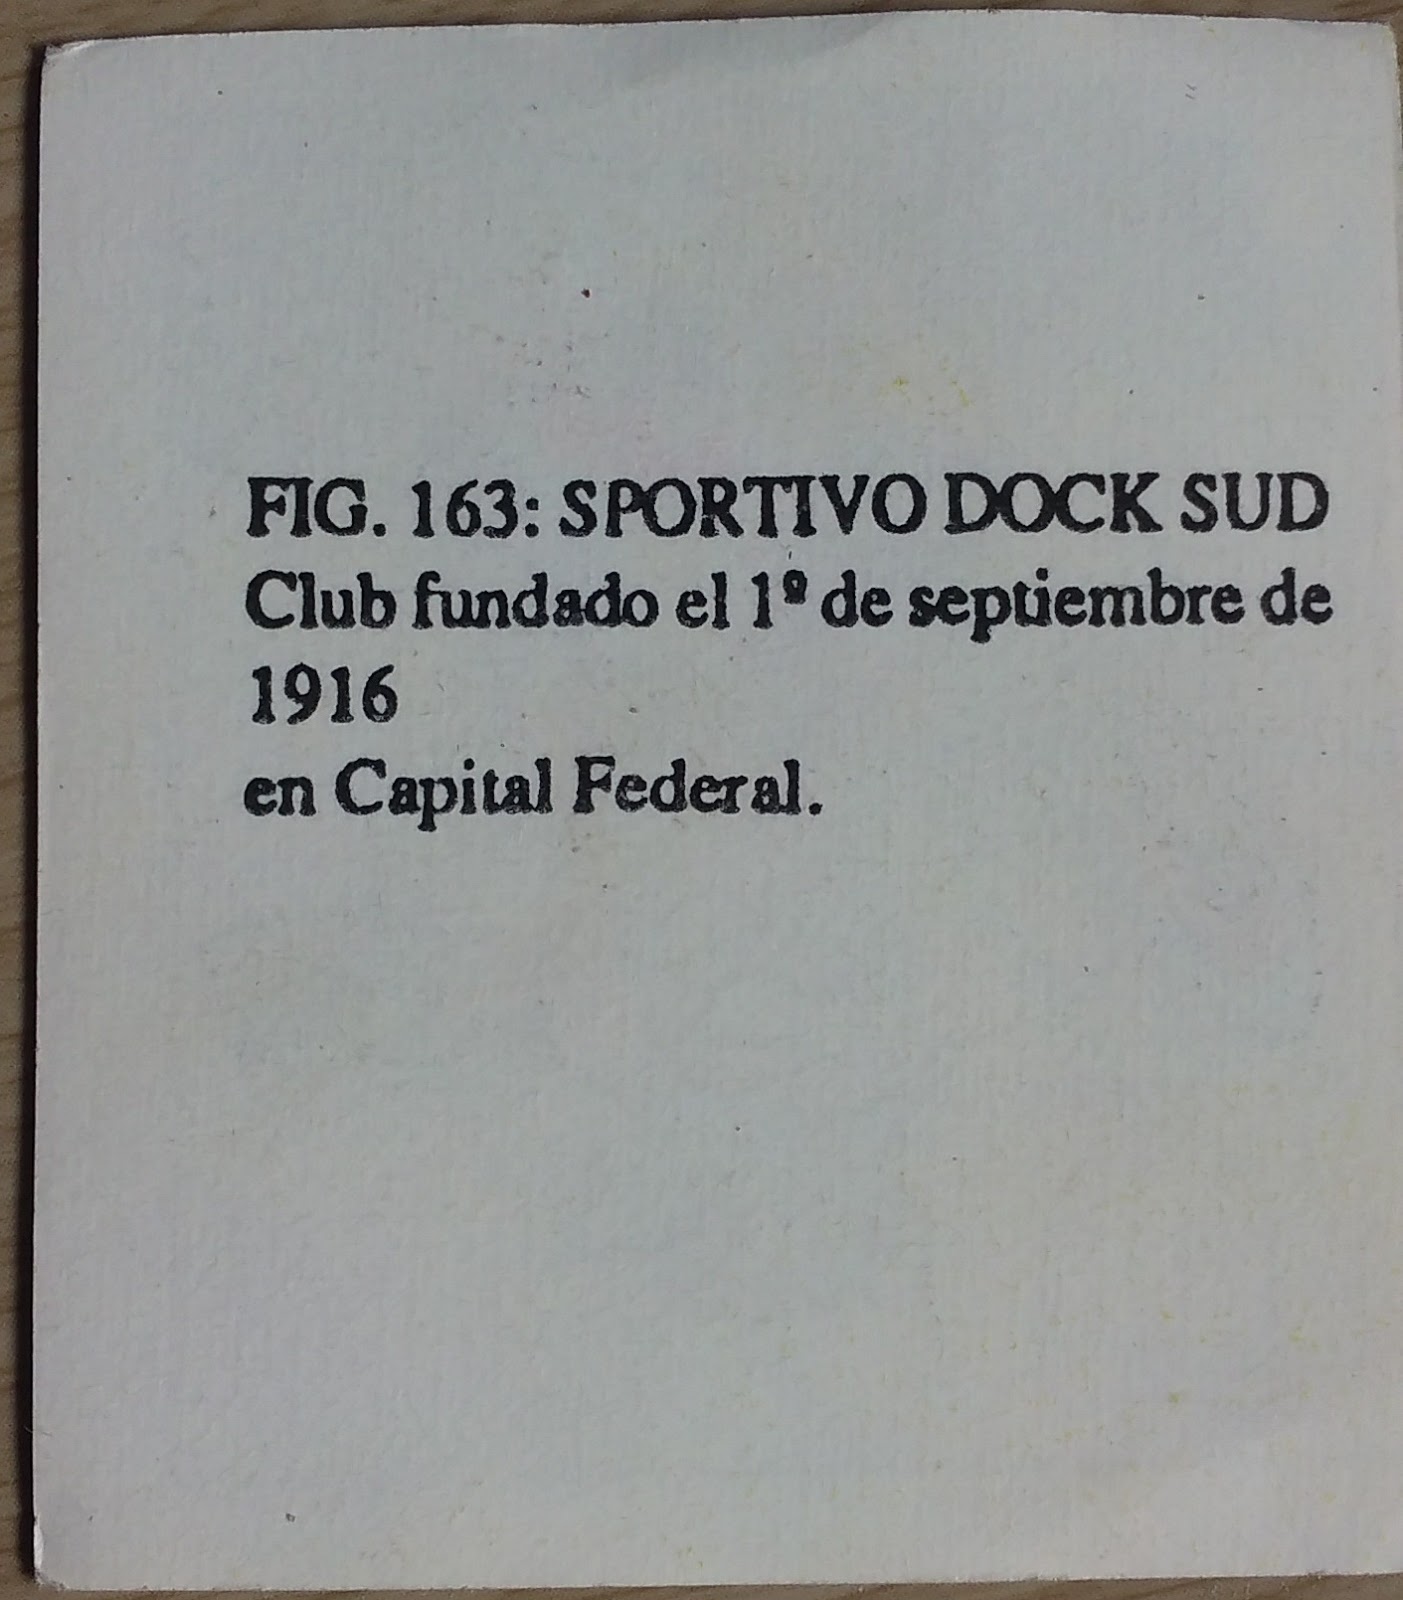 FIG. 163: SPORTIVO DOCK SUD
Club fundado el 1º de septiembre de
1916
en Capital Federal.